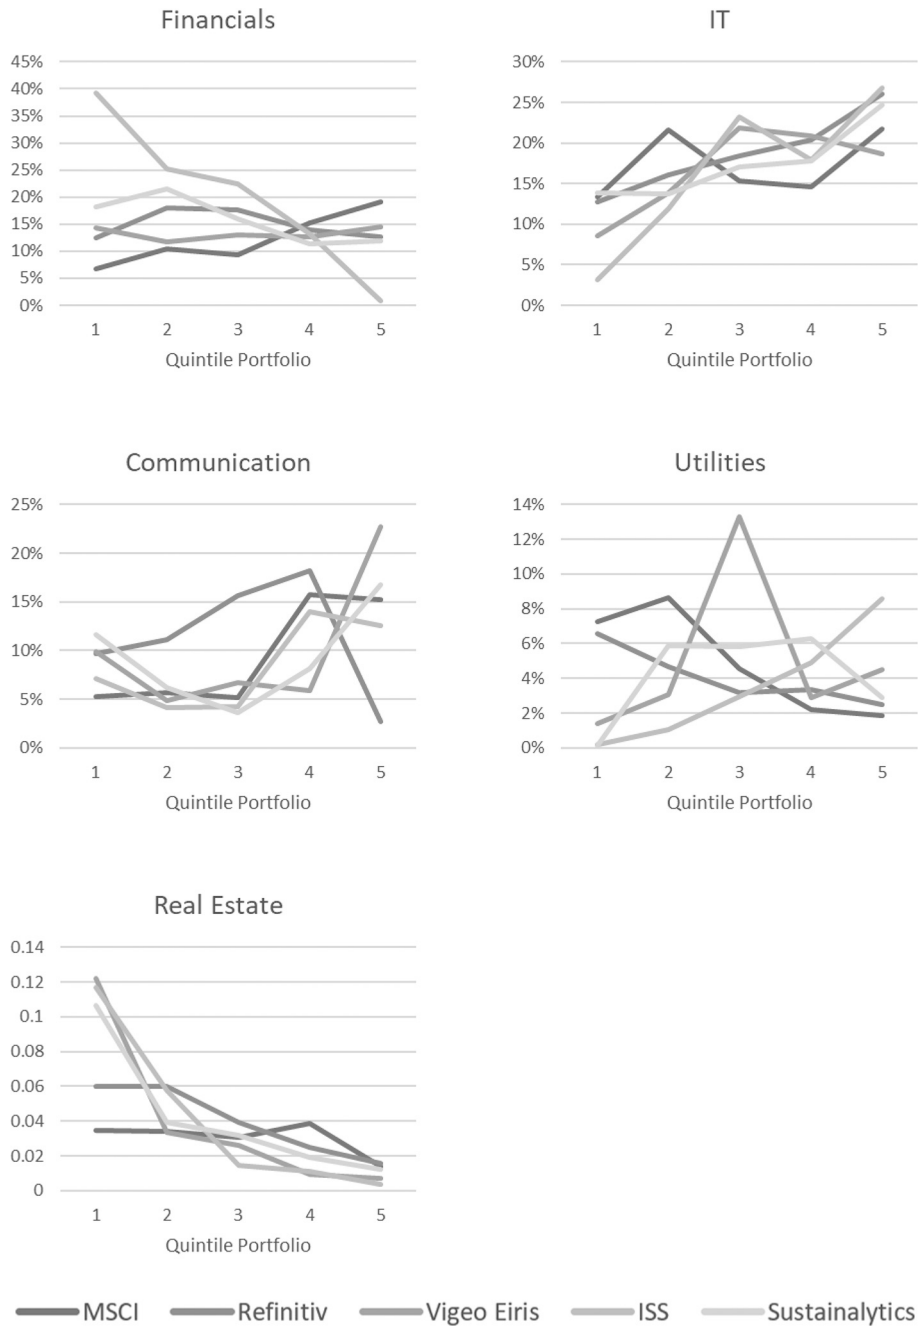 Financials
45%
40%
35%
30%
25%
20%
15%
10%
5%
0%
1 2 3 4 5
Quintile Portfolio
IT
30%
25%
20%
15%
10%
5%
0%
1 2 3 4 5
Quintile Portfolio
Communication
25%
20%
15%
10%
5%
0%
1 2 3 4 5
Quintile Portfolio
Utilities
14%
12%
10%
8%
6%
4%
2%
0%
1 2 3 4 5
Quintile Portfolio
Real Estate
0.14
0.12
0.1
0.08
0.06
0.04
0.02
0
1 2 3 4 5
Quintile Portfolio
MSCI Refinitiv Vigeo Eiris ISS Sustainalytics